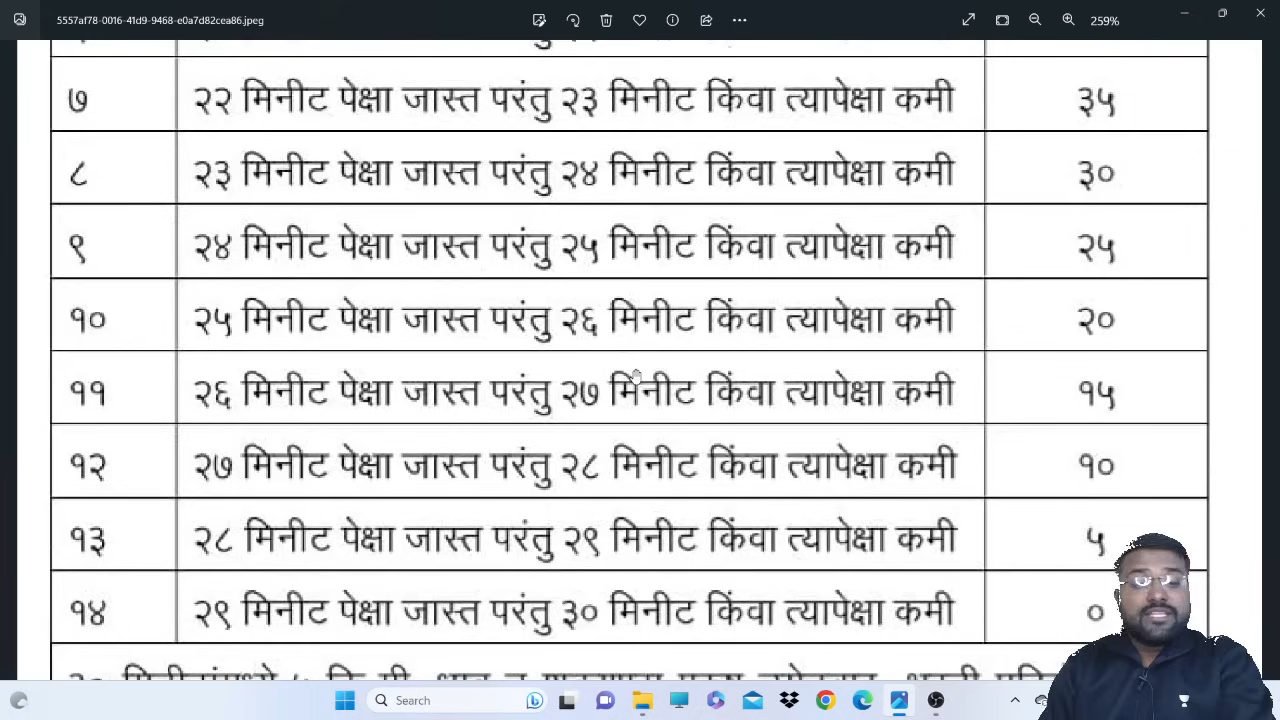 5557af78-0016-41d9-9468-e0a7d82cea86.jpeg
259%
७ २२ मिनीट पेक्षा जास्त परंतु २३ मिनीट किंवा त्यापेक्षा कमी ३५
८ २३ मिनीट पेक्षा जास्त परंतु २४ मिनीट किंवा त्यापेक्षा कमी ३०
९ २४ मिनीट पेक्षा जास्त परंतु २५ मिनीट किंवा त्यापेक्षा कमी २५
१० २५ मिनीट पेक्षा जास्त परंतु २६ मिनीट किंवा त्यापेक्षा कमी २०
११ २६ मिनीट पेक्षा जास्त परंतु २७ मिनीट किंवा त्यापेक्षा कमी १५
१२ २७ मिनीट पेक्षा जास्त परंतु २८ मिनीट किंवा त्यापेक्षा कमी १०
१३ २८ मिनीट पेक्षा जास्त परंतु २९ मिनीट किंवा त्यापेक्षा कमी ५
१४ २९ मिनीट पेक्षा जास्त परंतु ३० मिनीट किंवा त्यापेक्षा कमी ०
Search